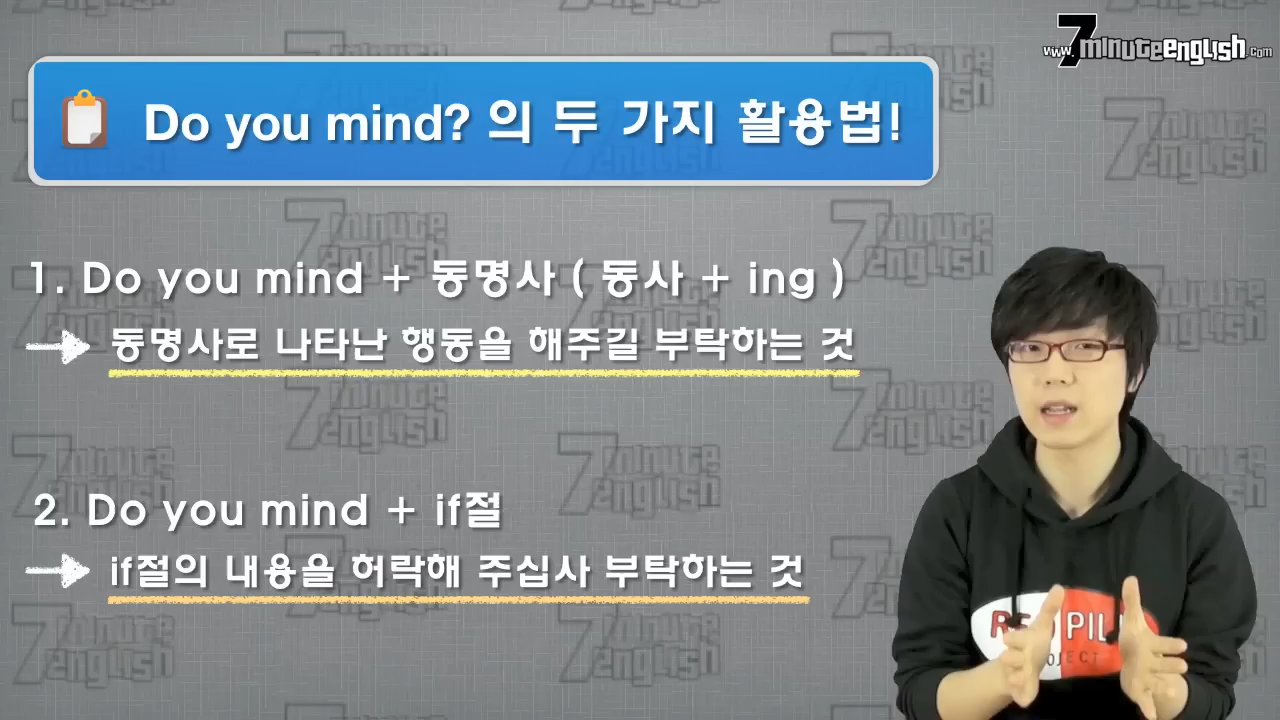 www.7minuteenglish.com
Do you mind? 의 두 가지 활용법!
1. Do you mind + 동명사 ( 동사 + ing )
동명사로 나타난 행동을 해주길 부탁하는 것
2. Do you mind + if절
if절의 내용을 허락해 주십사 부탁하는 것
RED PILL
PROJECT